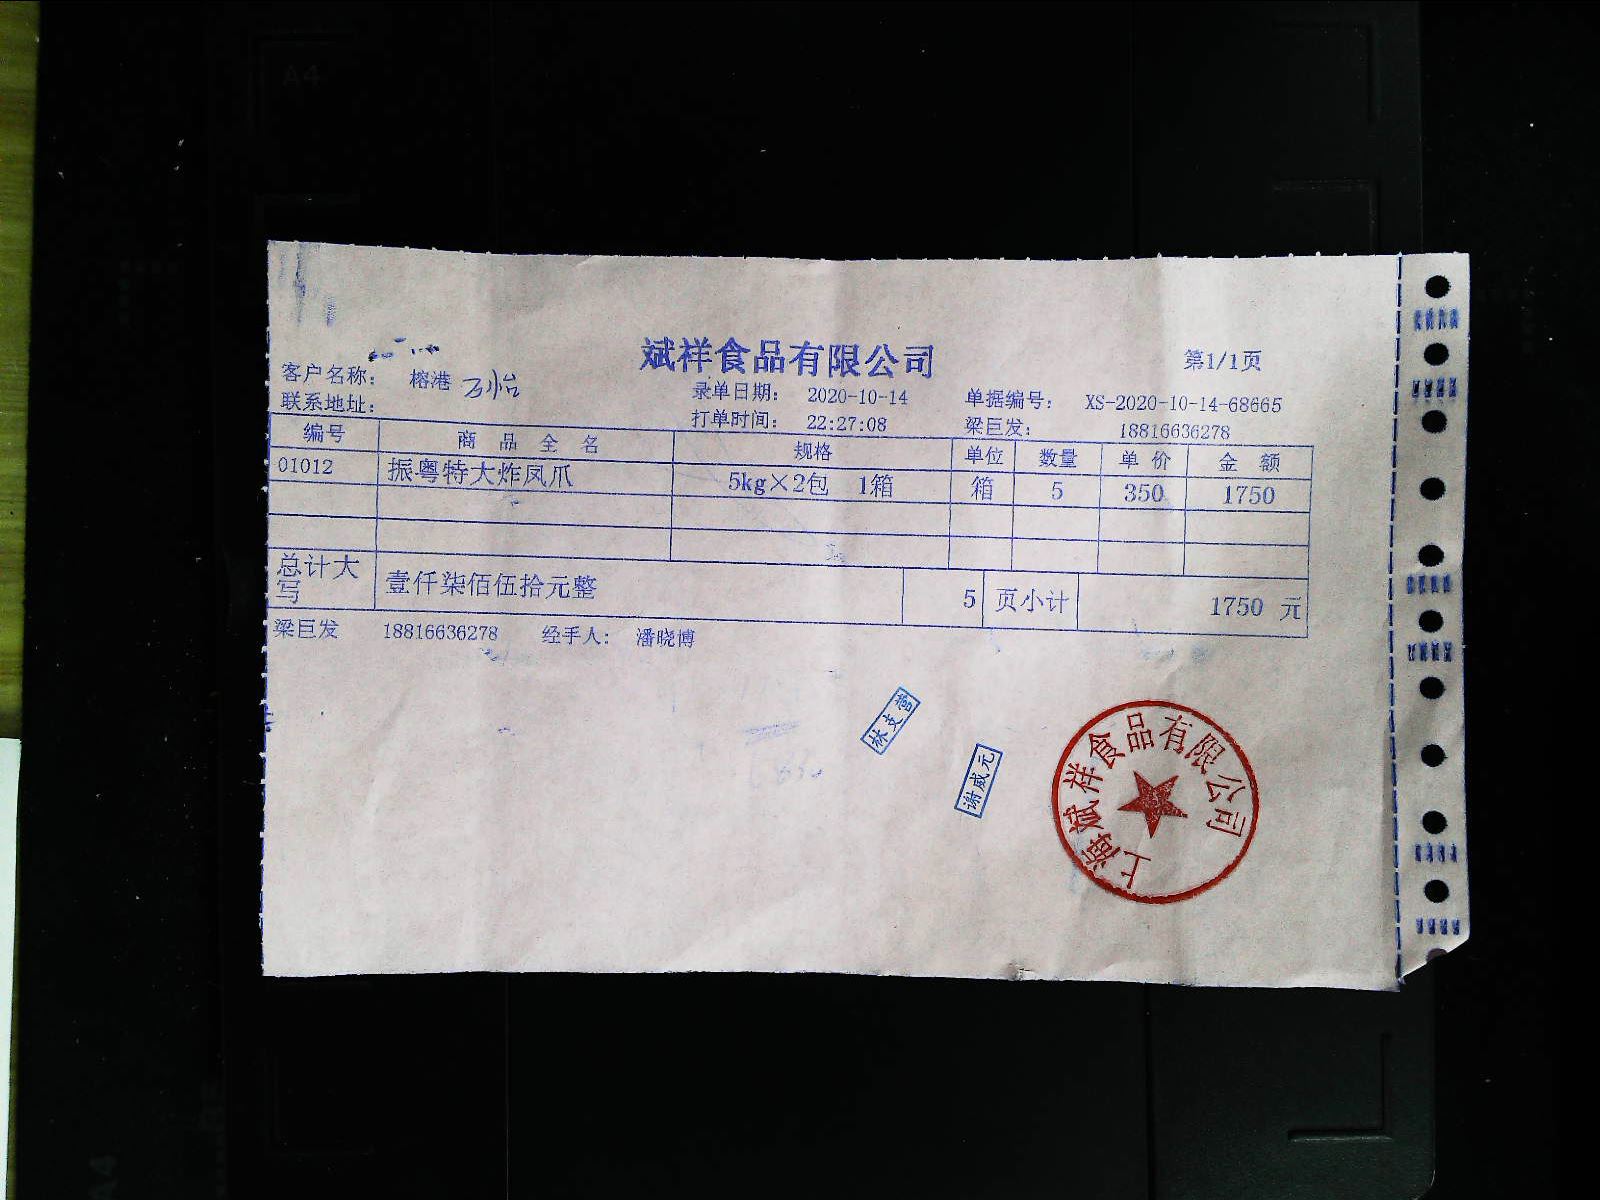 斌祥食品有限公司
第1/1页
客户名称： 榕港 万怡
录单日期： 2020-10-14 单据编号： XS-2020-10-14-68665
联系地址：
打单时间： 22:27:08 梁巨发： 18816636278
编号 商品全名 规格 单位 数量 单价 金额
01012 振粤特大炸凤爪 5kg×2包 1箱 箱 5 350 1750
总计大写 壹仟柒佰伍拾元整 5 页小计 1750 元
梁巨发 18816636278 经手人： 潘晓博
林支营
谢威元
上海斌祥食品有限公司
A4